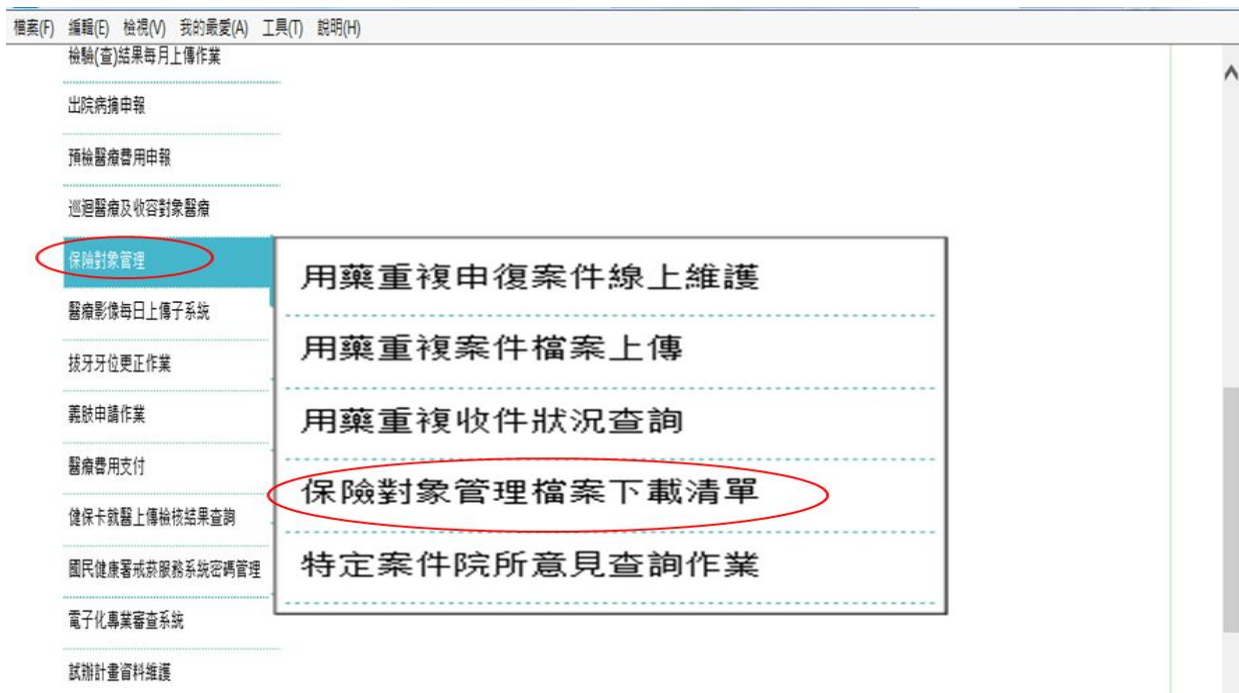 檔案(F) 編輯(E) 檢視(V) 我的最愛(A) 工具(T) 說明(H)
檢驗(查)結果每月上傳作業
出院病摘申報
預檢醫療費用申報
巡迴醫療及收容對象醫療
保險對象管理
醫療影像每日上傳子系統
拔牙牙位更正作業
義肢申請作業
醫療費用支付
健保卡就醫上傳檢核結果查詢
國民健康署戒菸服務系統密碼管理
電子化專業審查系統
試辦計畫資料維護
用藥重複申復案件線上維護
用藥重複案件檔案上傳
用藥重複收件狀況查詢
保險對象管理檔案下載清單
特定案件院所意見查詢作業